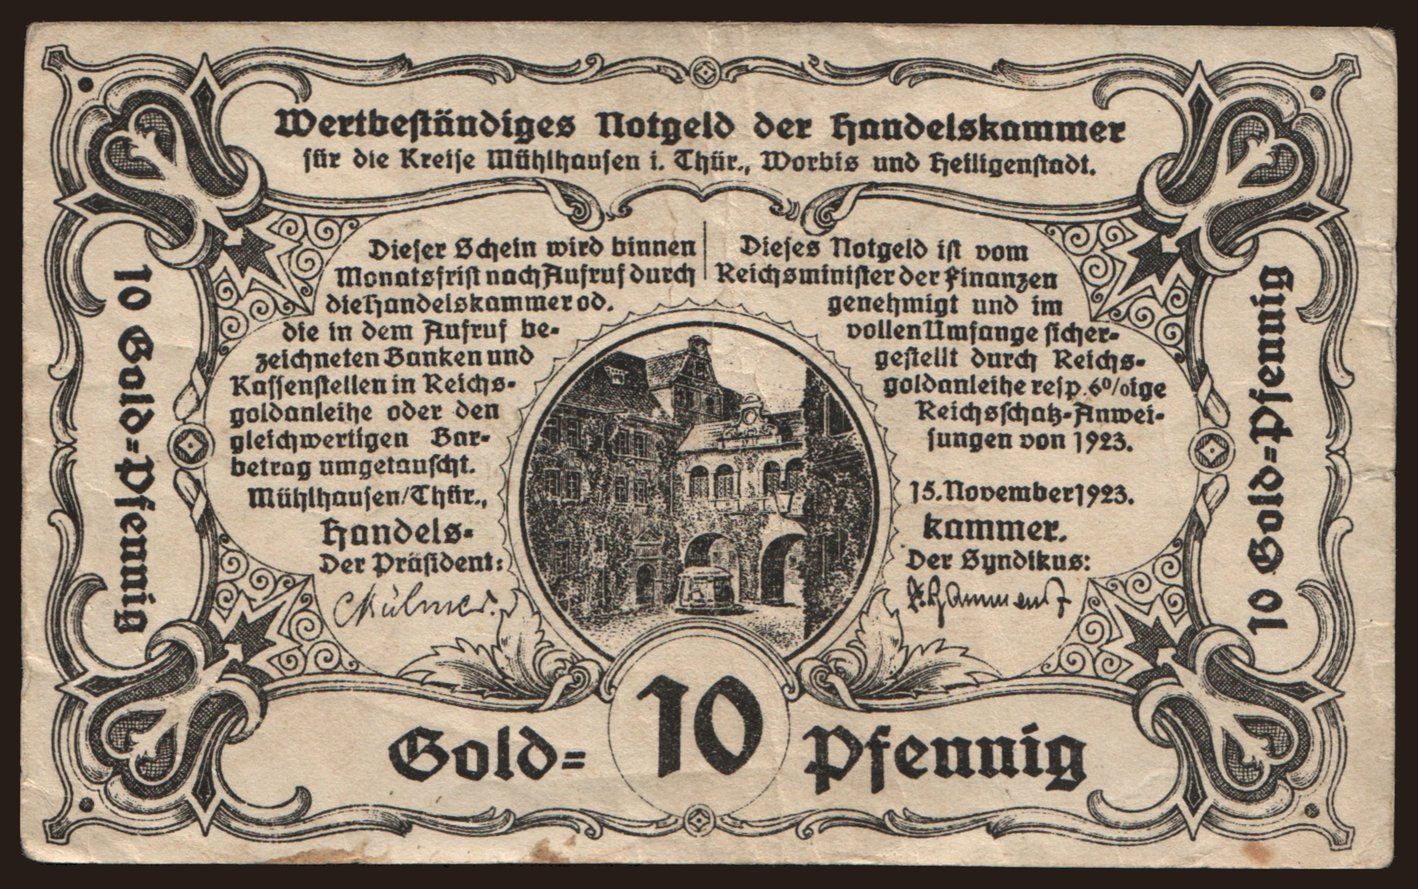 Wertbeständiges Notgeld der Handelskammer
für die Kreise Mühlhausen i. Thür., Worbis und Heiligenstadt.
Dieser Schein wird binnen
Monatsfrist nach Aufruf durch
die Handelskammer od.
die in dem Aufruf be-
zeichneten Banken und
Kassenstellen in Reichs-
goldanleihe oder den
gleichwertigen Bar-
betrag umgetauscht.
Mühlhausen/Thür.,
Handels-
Der Präsident:
Dieses Notgeld ist vom
Reichsminister der Finanzen
genehmigt und im
vollen Umfange sicher-
gestellt durch Reichs-
goldanleihe resp. 6%ige
Reichsschatz-Anwei-
sungen von 1923.
15. November 1923.
kammer.
Der Syndikus:
10 Gold-Pfennig
10 Gold-Pfennig
Gold- 10 Pfennig